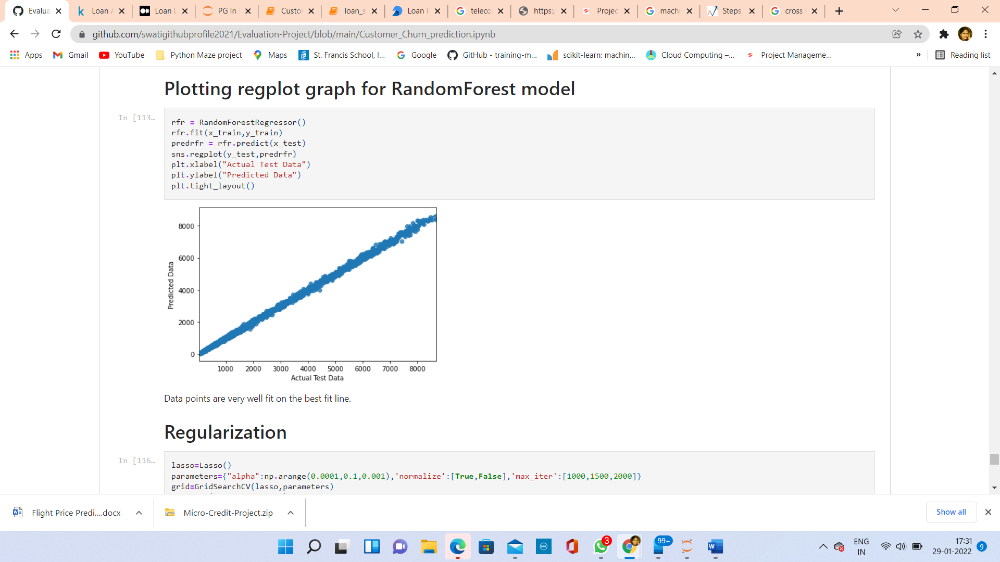 Evalua
Loan A
Loan D
PG In
Custo
loan_s
Loan P
teleco
https:/
Projec
machi
Steps
cross
github.com/swatigithubprofile2021/Evaluation-Project/blob/main/Customer_Churn_prediction.ipynb
Apps
Gmail
YouTube
Python Maze project
Maps
St. Francis School, I...
Google
GitHub - training-m...
scikit-learn: machin...
Cloud Computing –...
Project Manageme...
»
Reading list
Plotting regplot graph for RandomForest model
In [113...
rfr = RandomForestRegressor()
rfr.fit(x_train,y_train)
predrfr = rfr.predict(x_test)
sns.regplot(y_test,predrfr)
plt.xlabel("Actual Test Data")
plt.ylabel("Predicted Data")
plt.tight_layout()
8000
6000
4000
2000
0
Predicted Data
1000 2000 3000 4000 5000 6000 7000 8000
Actual Test Data
Data points are very well fit on the best fit line.
Regularization
In [116...
lasso=Lasso()
parameters={"alpha":np.arange(0.0001,0.1,0.001),'normalize':[True,False],'max_iter':[1000,1500,2000]}
grid=GridSearchCV(lasso,parameters)
Flight Price Predi....docx
Micro-Credit-Project.zip
Show all
3
99+
ENG
IN
17:31
29-01-2022
9